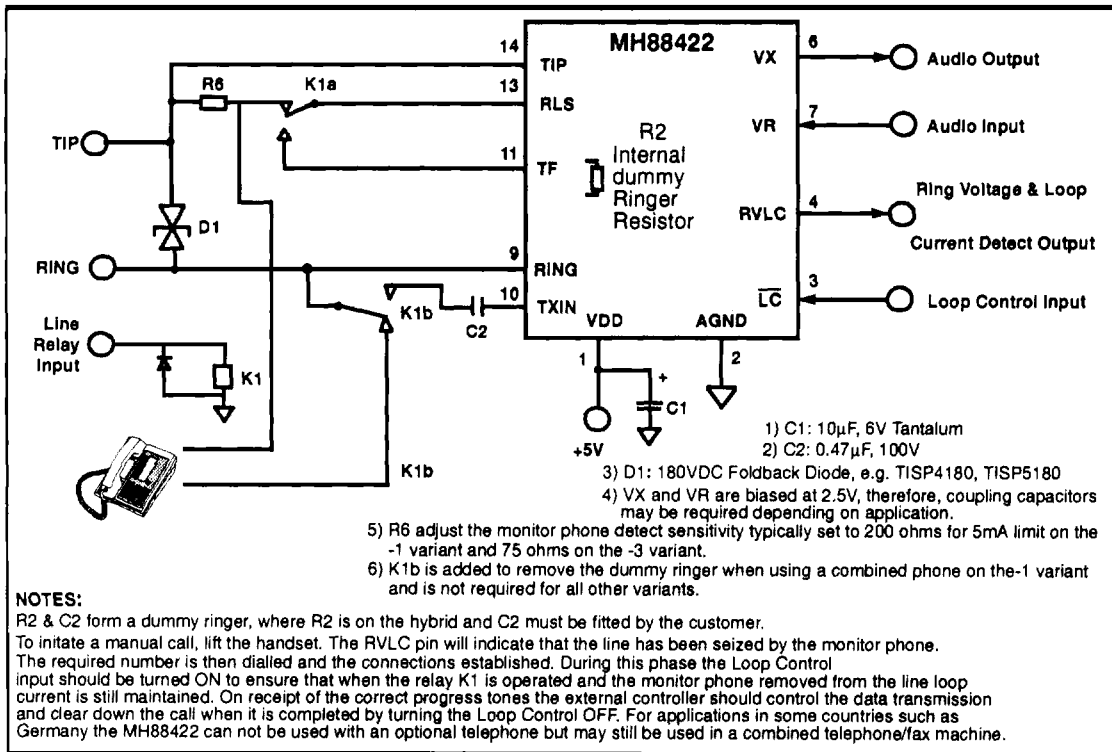 MH88422
14
TIP
VX
6
Audio Output
R6
K1a
13
RLS
VR
7
Audio Input
TIP
11
TF
R2
Internal
dummy
Ringer
Resistor
Ring Voltage & Loop
RVLC
4
D1
Current Detect Output
RING
9
RING
3
LC
Loop Control Input
10
TXIN
K1b
C2
VDD
AGND
Line
Relay
Input
K1
1
2
+
C1
+5V
K1b
1) C1: 10µF, 6V Tantalum
2) C2: 0.47µF, 100V
3) D1: 180VDC Foldback Diode, e.g. TISP4180, TISP5180
4) VX and VR are biased at 2.5V, therefore, coupling capacitors
may be required depending on application.
5) R6 adjust the monitor phone detect sensitivity typically set to 200 ohms for 5mA limit on the
-1 variant and 75 ohms on the -3 variant.
6) K1b is added to remove the dummy ringer when using a combined phone on the-1 variant
and is not required for all other variants.
NOTES:
R2 & C2 form a dummy ringer, where R2 is on the hybrid and C2 must be fitted by the customer.
To initate a manual call, lift the handset. The RVLC pin will indicate that the line has been seized by the monitor phone.
The required number is then dialled and the connections established. During this phase the Loop Control
input should be turned ON to ensure that when the relay K1 is operated and the monitor phone removed from the line loop
current is still maintained. On receipt of the correct progress tones the external controller should control the data transmission
and clear down the call when it is completed by turning the Loop Control OFF. For applications in some countries such as
Germany the MH88422 can not be used with an optional telephone but may still be used in a combined telephone/fax machine.